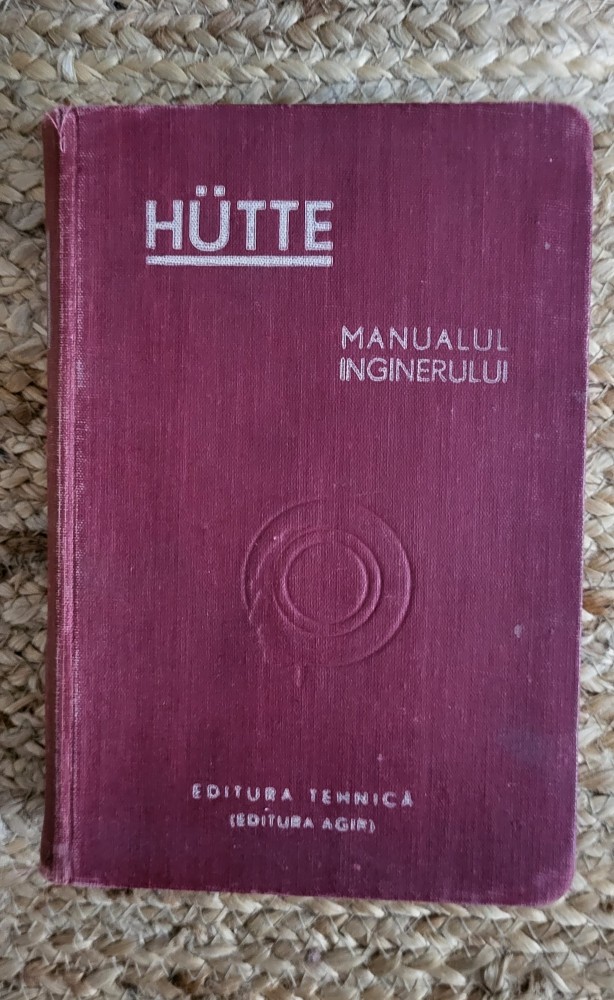 HÜTTE
MANUALUL
INGINERULUI
EDITURA TEHNICĂ
(EDITURA AGIR)